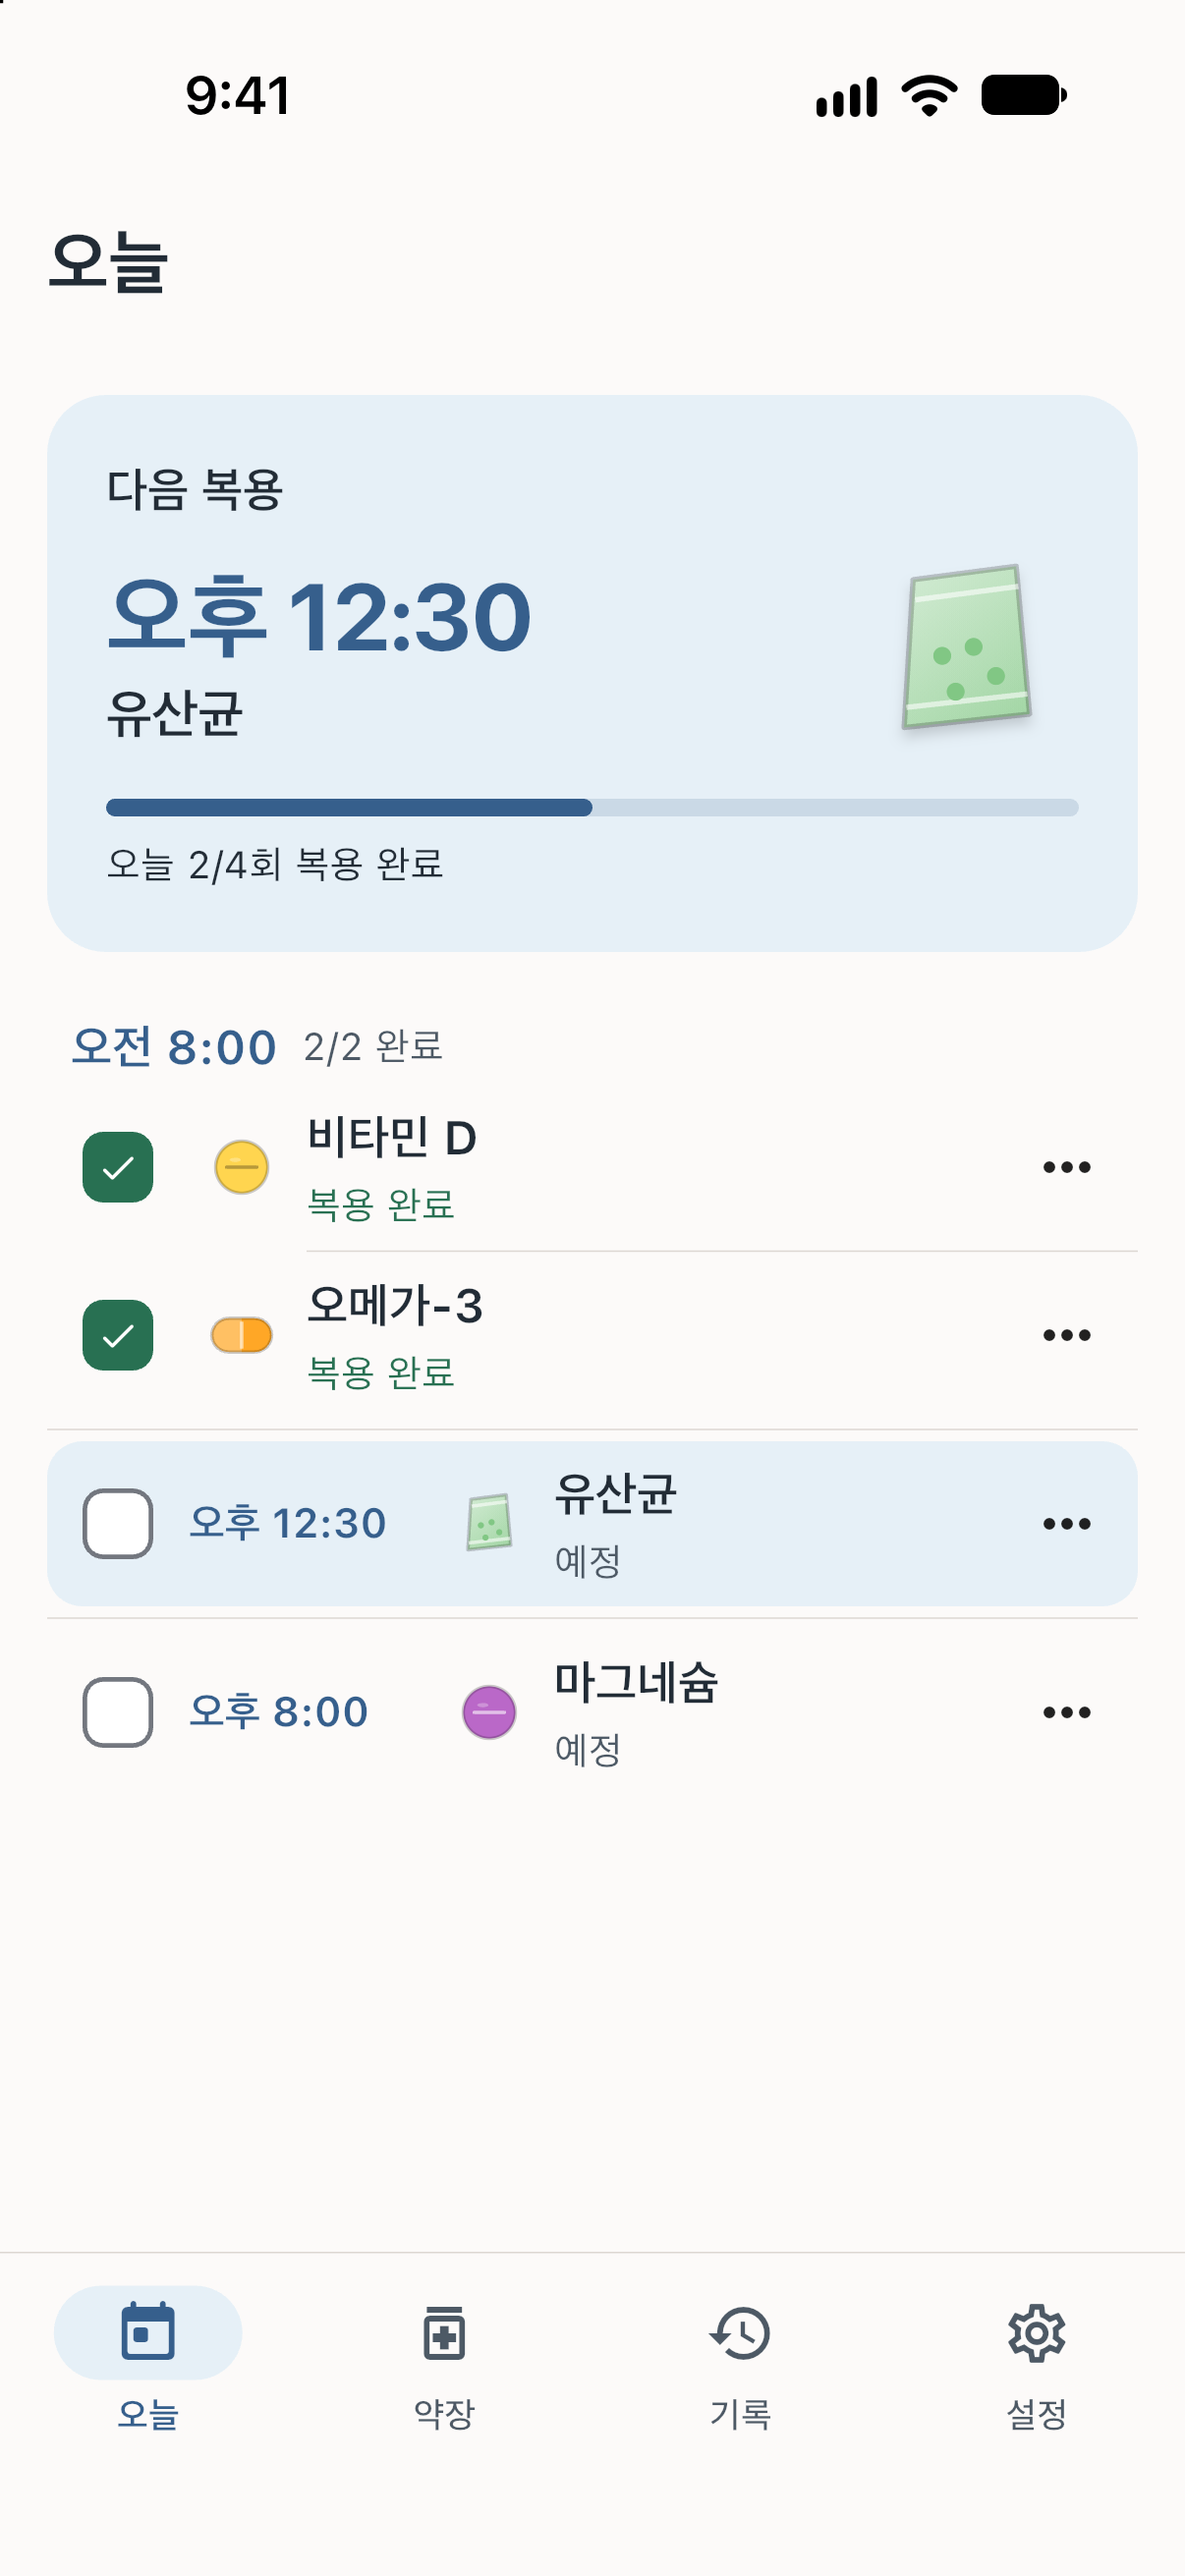 9:41
오늘
다음 복용
오후 12:30
유산균
오늘 2/4회 복용 완료
오전 8:00 2/2 완료
비타민 D
복용 완료
오메가-3
복용 완료
오후 12:30
유산균
예정
오후 8:00
마그네슘
예정
오늘
약장
기록
설정